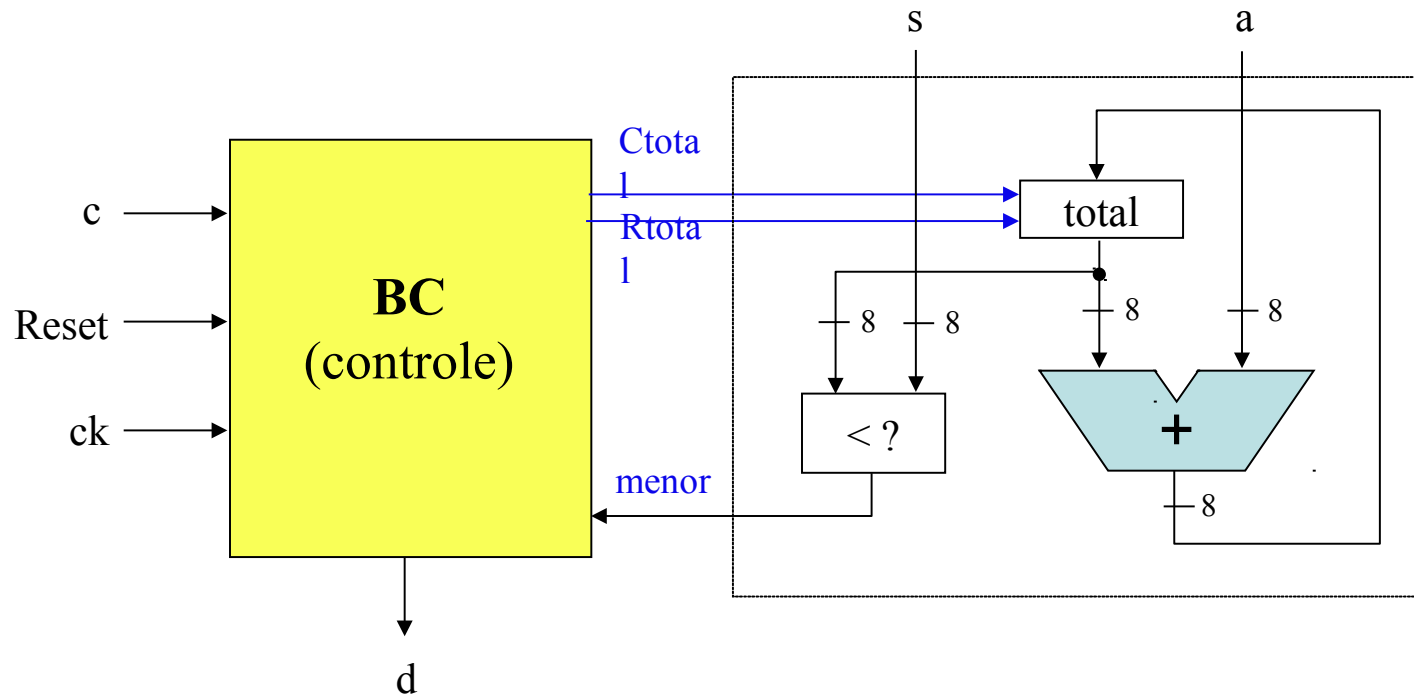 s
a
Ctota
l
c
total
Rtota
l
BC
(controle)
8
8
8
8
Reset
+
ck
< ?
menor
8
d